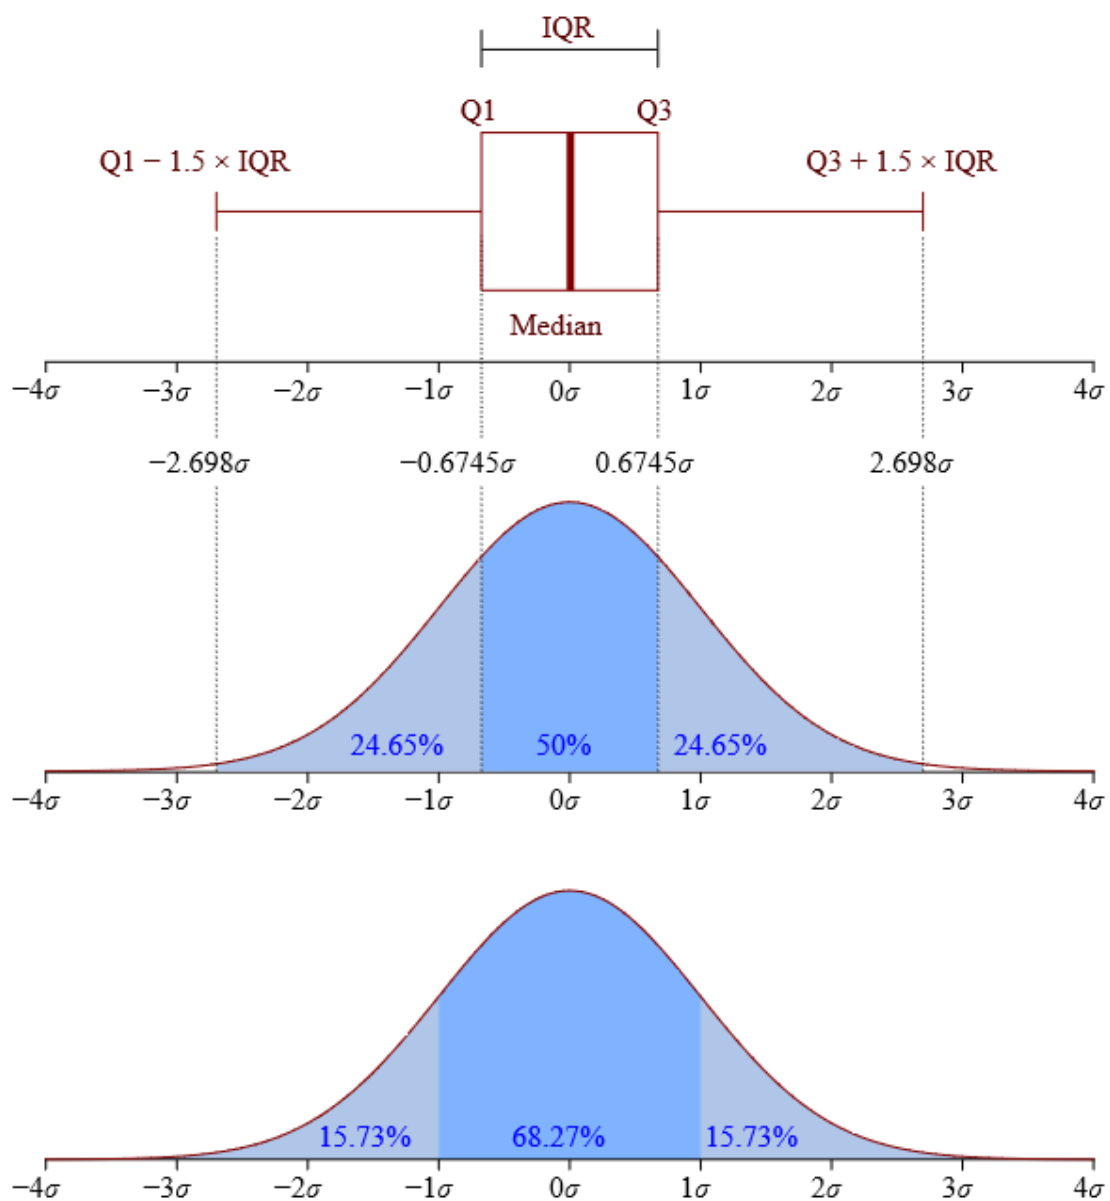 IQR
Q1 Q3
Q1 − 1.5 × IQR Q3 + 1.5 × IQR
Median
−4σ −3σ −2σ −1σ 0σ 1σ 2σ 3σ 4σ
−2.698σ −0.6745σ 0.6745σ 2.698σ
24.65% 50% 24.65%
−4σ −3σ −2σ −1σ 0σ 1σ 2σ 3σ 4σ
15.73% 68.27% 15.73%
−4σ −3σ −2σ −1σ 0σ 1σ 2σ 3σ 4σ